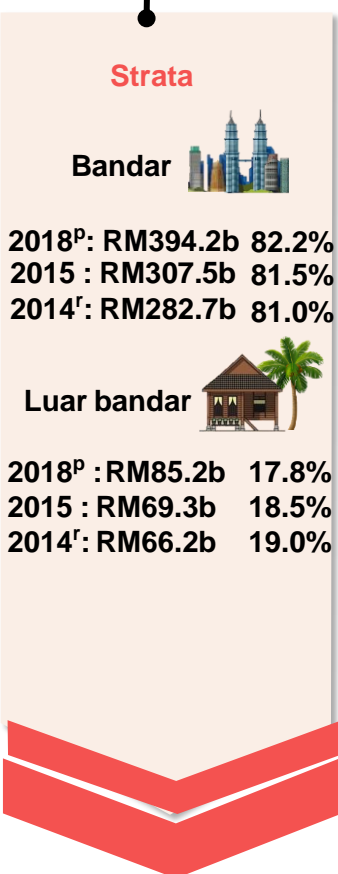 Strata
Bandar
2018ᵖ: RM394.2b 82.2%
2015 : RM307.5b 81.5%
2014ʳ: RM282.7b 81.0%
Luar bandar
2018ᵖ :RM85.2b 17.8%
2015 : RM69.3b 18.5%
2014ʳ: RM66.2b 19.0%